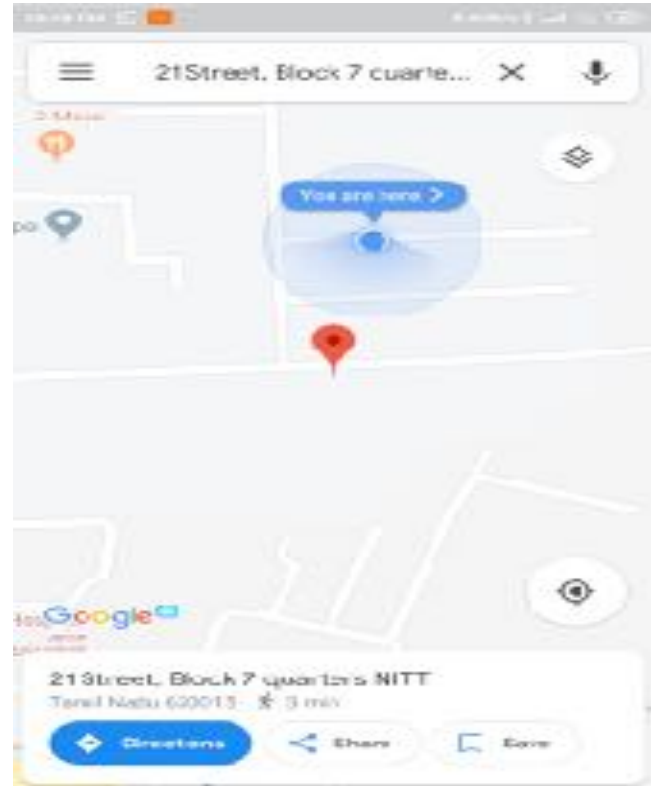 21Street, Block 7 cuarte...
You are here >
Google
21Street, Block 7 quarters NITT
Tamil Nadu 620015 3 min
Directions
Share
Save